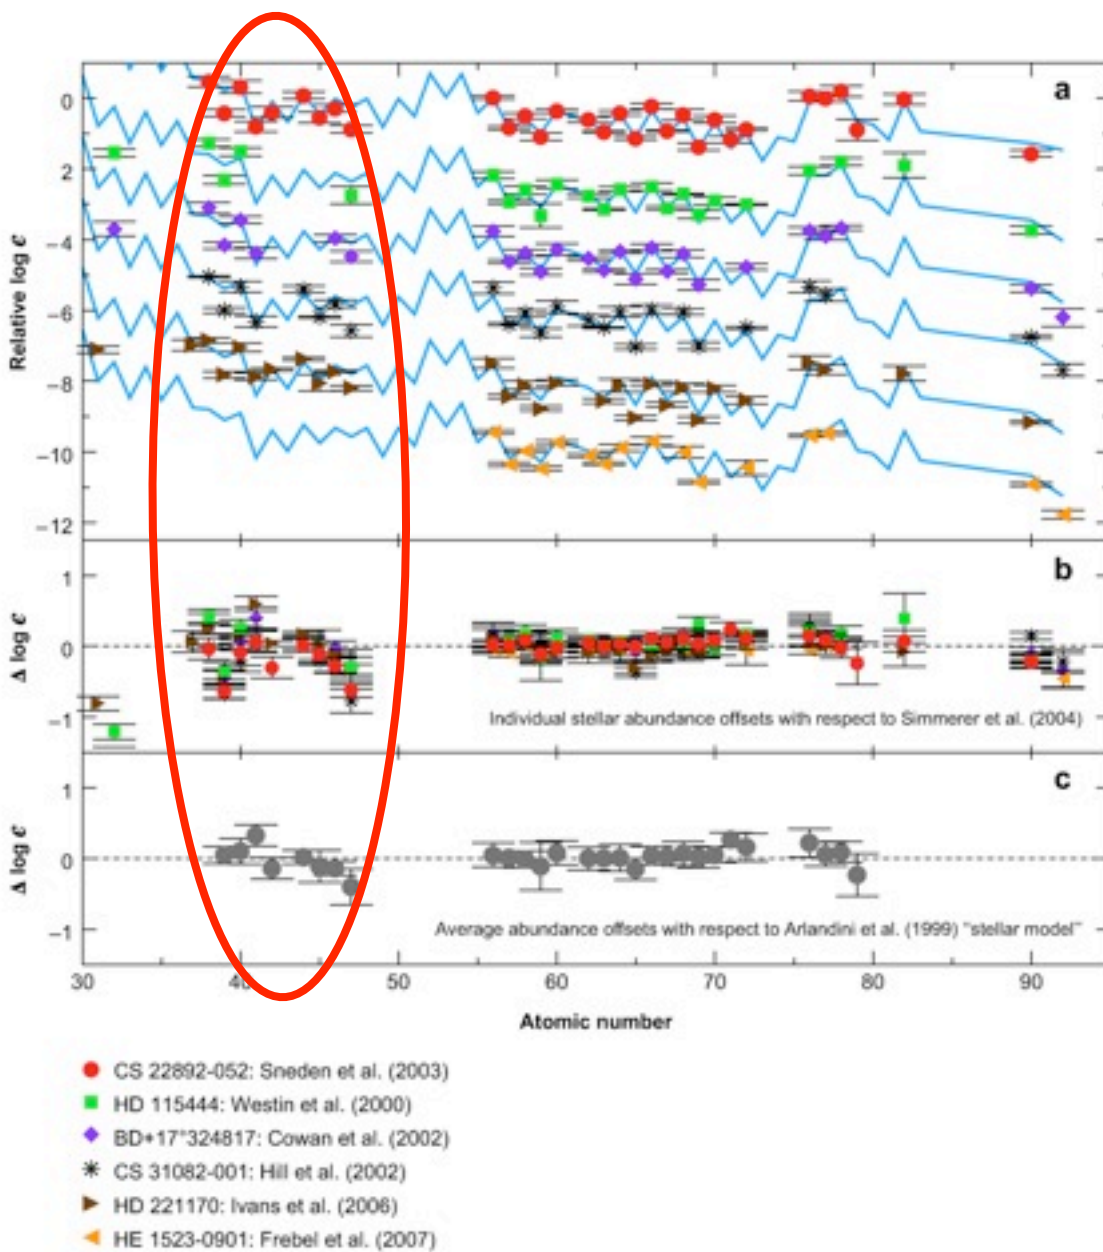 a
0
−2
−4
−6
−8
−10
−12
Relative log ϵ
b
1
0
−1
Δ log ϵ
Individual stellar abundance offsets with respect to Simmerer et al. (2004)
c
1
0
−1
Δ log ϵ
Average abundance offsets with respect to Arlandini et al. (1999) "stellar model"
30 40 50 60 70 80 90
Atomic number
CS 22892-052: Sneden et al. (2003)
HD 115444: Westin et al. (2000)
BD+17°324817: Cowan et al. (2002)
CS 31082-001: Hill et al. (2002)
HD 221170: Ivans et al. (2006)
HE 1523-0901: Frebel et al. (2007)